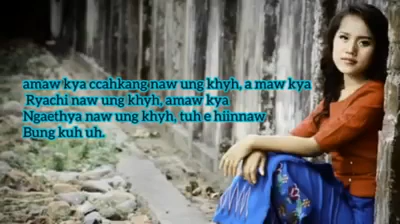 amaw kya ccahkang naw ung khyh, a maw kya
Ryachi naw ung khyh, amaw kya
Ngaethya naw ung khyh, tuh e hiinnaw
Bung kuh uh.